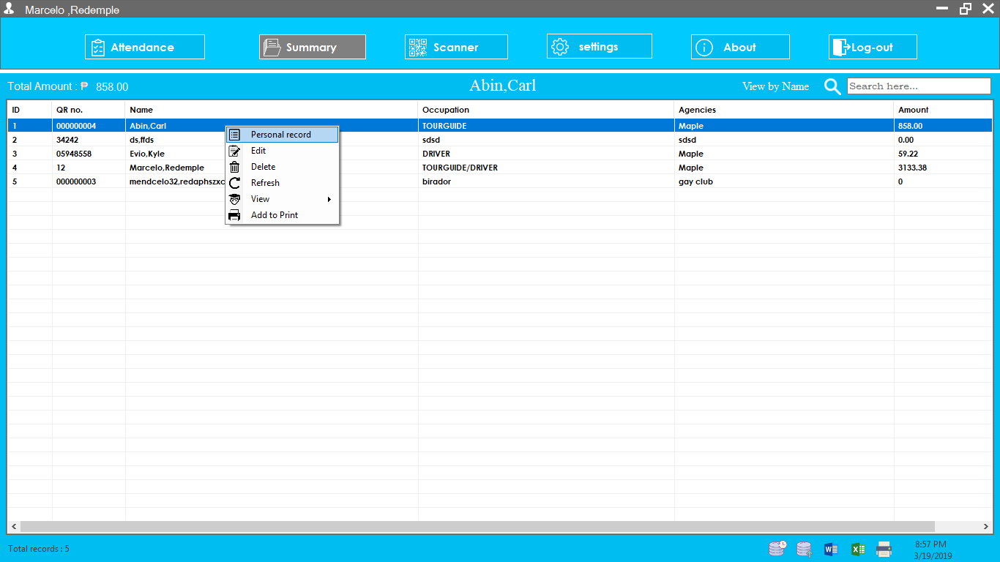 Marcelo ,Redemple
Attendance Summary Scanner settings About Log-out
Total Amount : ₱ 858.00 Abin,Carl View by Name Search here...
ID QR no. Name Occupation Agencies Amount
1 000000004 Abin,Carl TOURGUIDE Maple 858.00
2 34242 ds,ffds sdsd sdsd 0.00
3 05948558 Evio,Kyle DRIVER Maple 59.22
4 12 Marcelo,Redemple TOURGUIDE/DRIVER Maple 3133.38
5 000000003 mendcelo32,redaphszxc birador gay club 0
Personal record
Edit
Delete
Refresh
View
Add to Print
Total records : 5
8:57 PM
3/19/2019